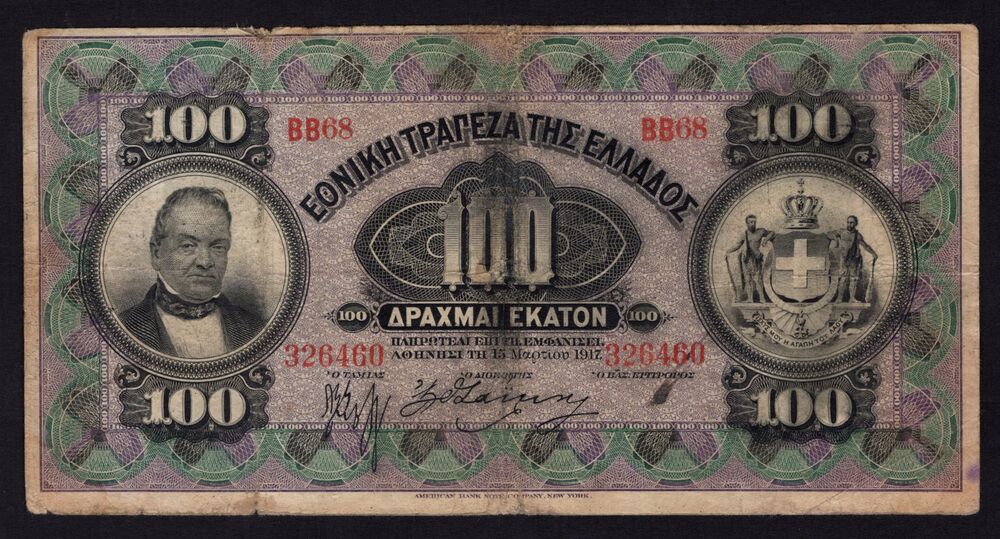 100 BB68 BB68 100
ΕΘΝΙΚΗ ΤΡΑΠΕΖΑ ΤΗΣ ΕΛΛΑΔΟΣ
100
100 ΔΡΑΧΜΑΙ ΕΚΑΤΟΝ 100
ΠΛΗΡΩΤΕΑΙ ΕΠΙ ΤΗ ΕΜΦΑΝΙΣΕΙ
326460 ΑΘΗΝΗΣΙ ΤΗ 15 Μαρτίου 1917 326460
Ὁ ΤΑΜΙΑΣ Ὁ ΔΙΟΙΚΗΤΗΣ Ὁ ΒΑΣ. ΕΠΙΤΡΟΠΟΣ
100 100
AMERICAN BANK NOTE COMPANY, NEW YORK.